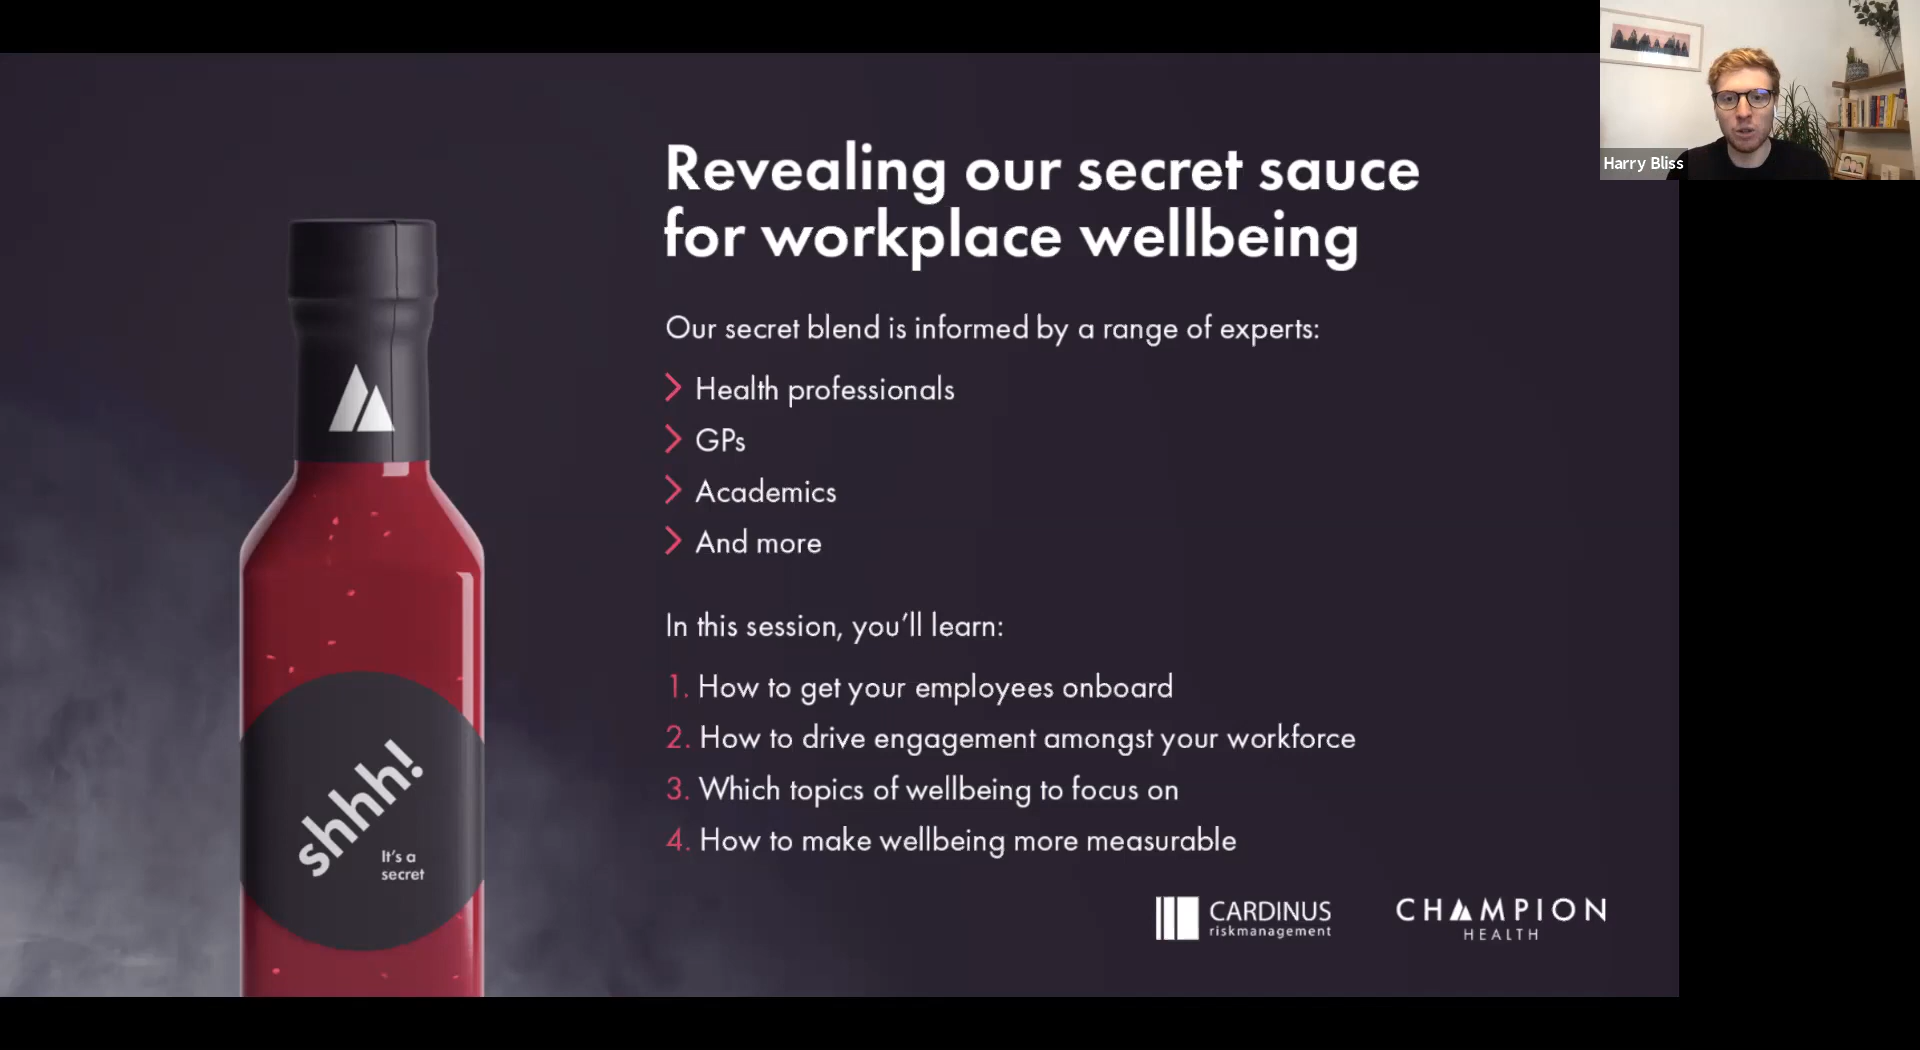 Harry Bliss
Revealing our secret sauce
for workplace wellbeing
Our secret blend is informed by a range of experts:
Health professionals
GPs
Academics
And more
In this session, you’ll learn:
1. How to get your employees onboard
2. How to drive engagement amongst your workforce
3. Which topics of wellbeing to focus on
4. How to make wellbeing more measurable
shhh!
It's a
secret
CARDINUS
riskmanagement
CHAMPION
HEALTH